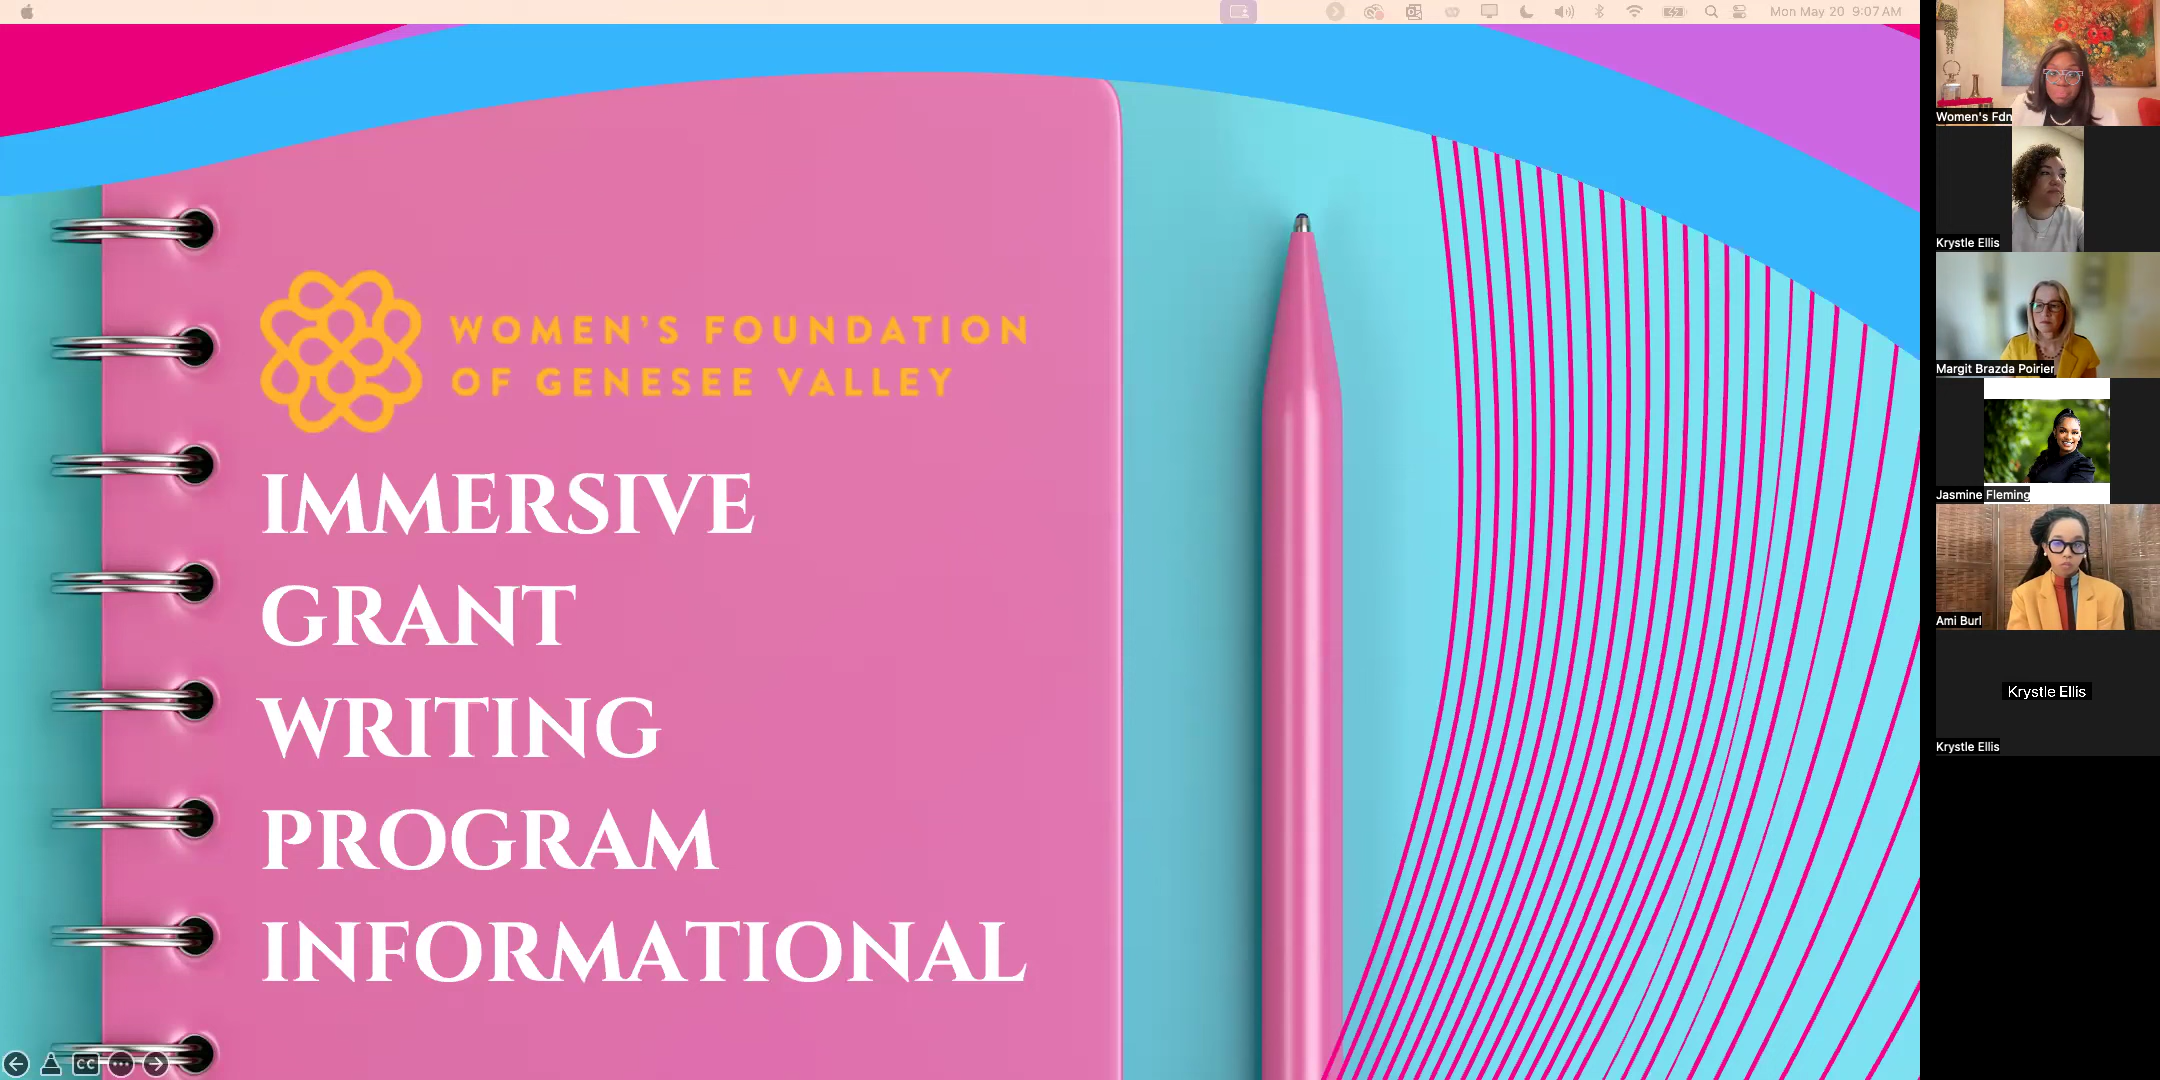 Mon May 20 9:07 AM
WOMEN'S FOUNDATION
OF GENESEE VALLEY
IMMERSIVE
GRANT
WRITING
PROGRAM
INFORMATIONAL
CC
Women's Fdn
Krystle Ellis
Margit Brazda Poirier
Jasmine Fleming
Ami Burl
Krystle Ellis
Krystle Ellis